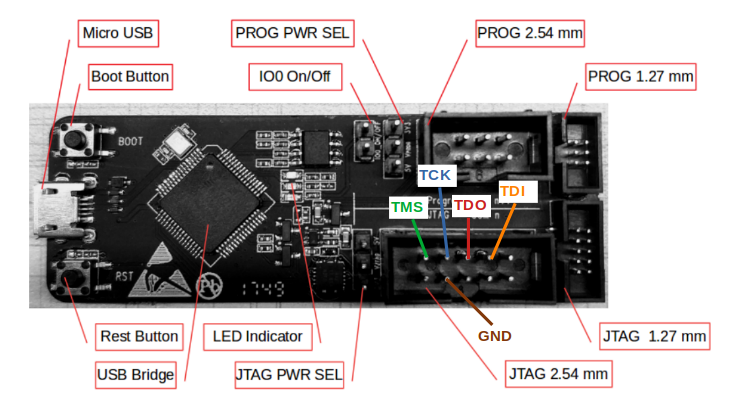 Micro USB
PROG PWR SEL
PROG 2.54 mm
Boot Button
IO0 On/Off
PROG 1.27 mm
BOOT
TCK
TDI
TMS
TDO
RST
1749
GND
Rest Button
LED Indicator
JTAG 1.27 mm
USB Bridge
JTAG PWR SEL
JTAG 2.54 mm